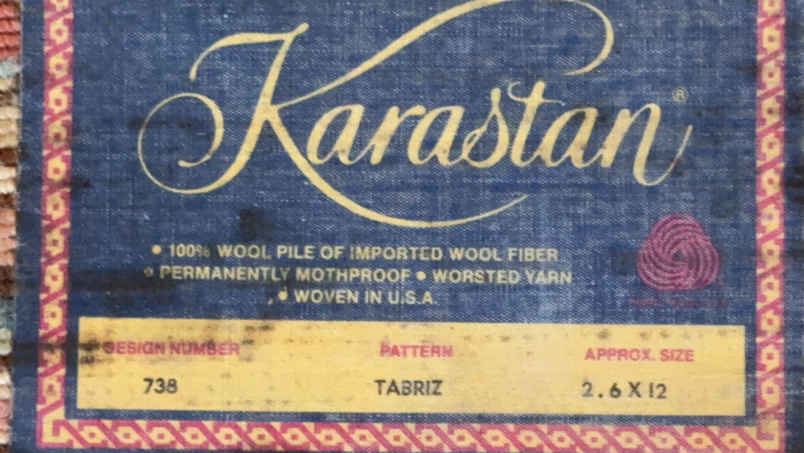 Karastan®
• 100% WOOL PILE OF IMPORTED WOOL FIBER
• PERMANENTLY MOTHPROOF • WORSTED YARN
• WOVEN IN U.S.A.
DESIGN NUMBER PATTERN APPROX. SIZE
738 TABRIZ 2.6 X 12